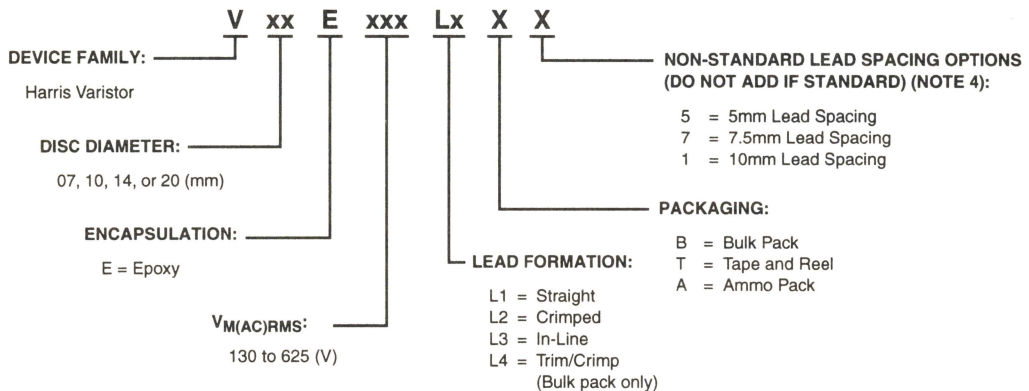 V xx E xxx Lx X X
DEVICE FAMILY:
Harris Varistor
DISC DIAMETER:
07, 10, 14, or 20 (mm)
ENCAPSULATION:
E = Epoxy
VM(AC)RMS:
130 to 625 (V)
LEAD FORMATION:
L1 = Straight
L2 = Crimped
L3 = In-Line
L4 = Trim/Crimp
(Bulk pack only)
PACKAGING:
B = Bulk Pack
T = Tape and Reel
A = Ammo Pack
NON-STANDARD LEAD SPACING OPTIONS
(DO NOT ADD IF STANDARD) (NOTE 4):
5 = 5mm Lead Spacing
7 = 7.5mm Lead Spacing
1 = 10mm Lead Spacing